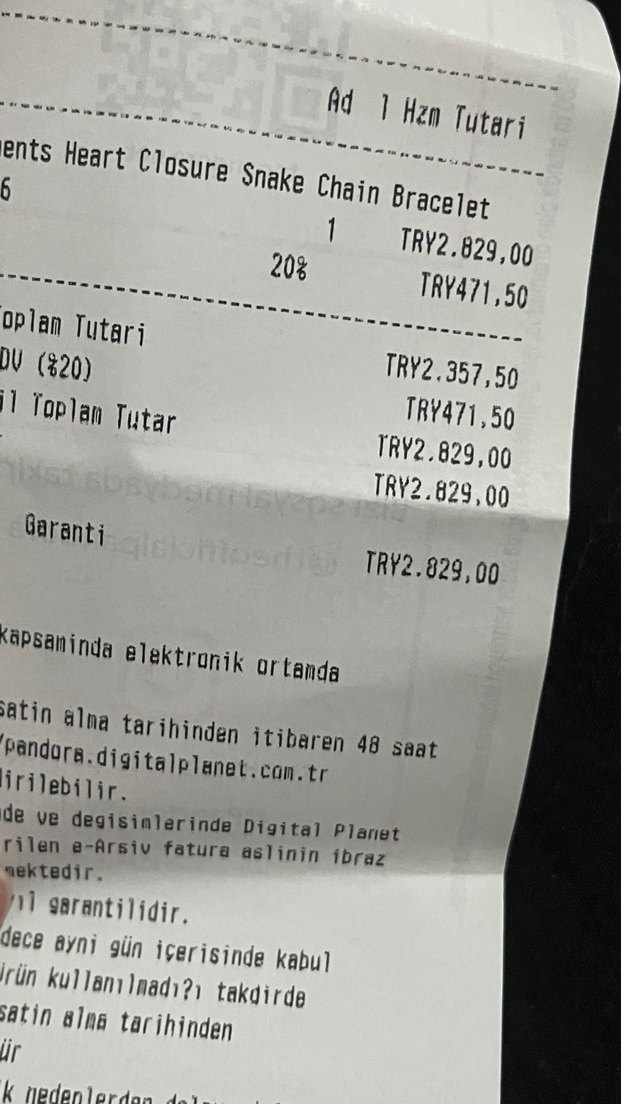 Ad 1 Hzm Tutari
ents Heart Closure Snake Chain Bracelet
6
1 TRY2.829,00
20% TRY471,50
oplam Tutari TRY2.357,50
DV (%20) TRY471,50
il Toplam Tutar TRY2.829,00
TRY2.829,00
Garanti
TRY2.829,00
kapsaminda elektronik ortamda
satin alma tarihinden itibaren 48 saat
/pandora.digitalplanet.com.tr
dirilebilir.
de ve degisimlerinde Digital Planet
rilen e-Arsiv fatura aslinin ibraz
mektedir.
yıl garantilidir.
dece ayni gün içerisinde kabul
ürün kullanılmadı?ı takdirde
satin alma tarihinden
ür
k nedenlerden